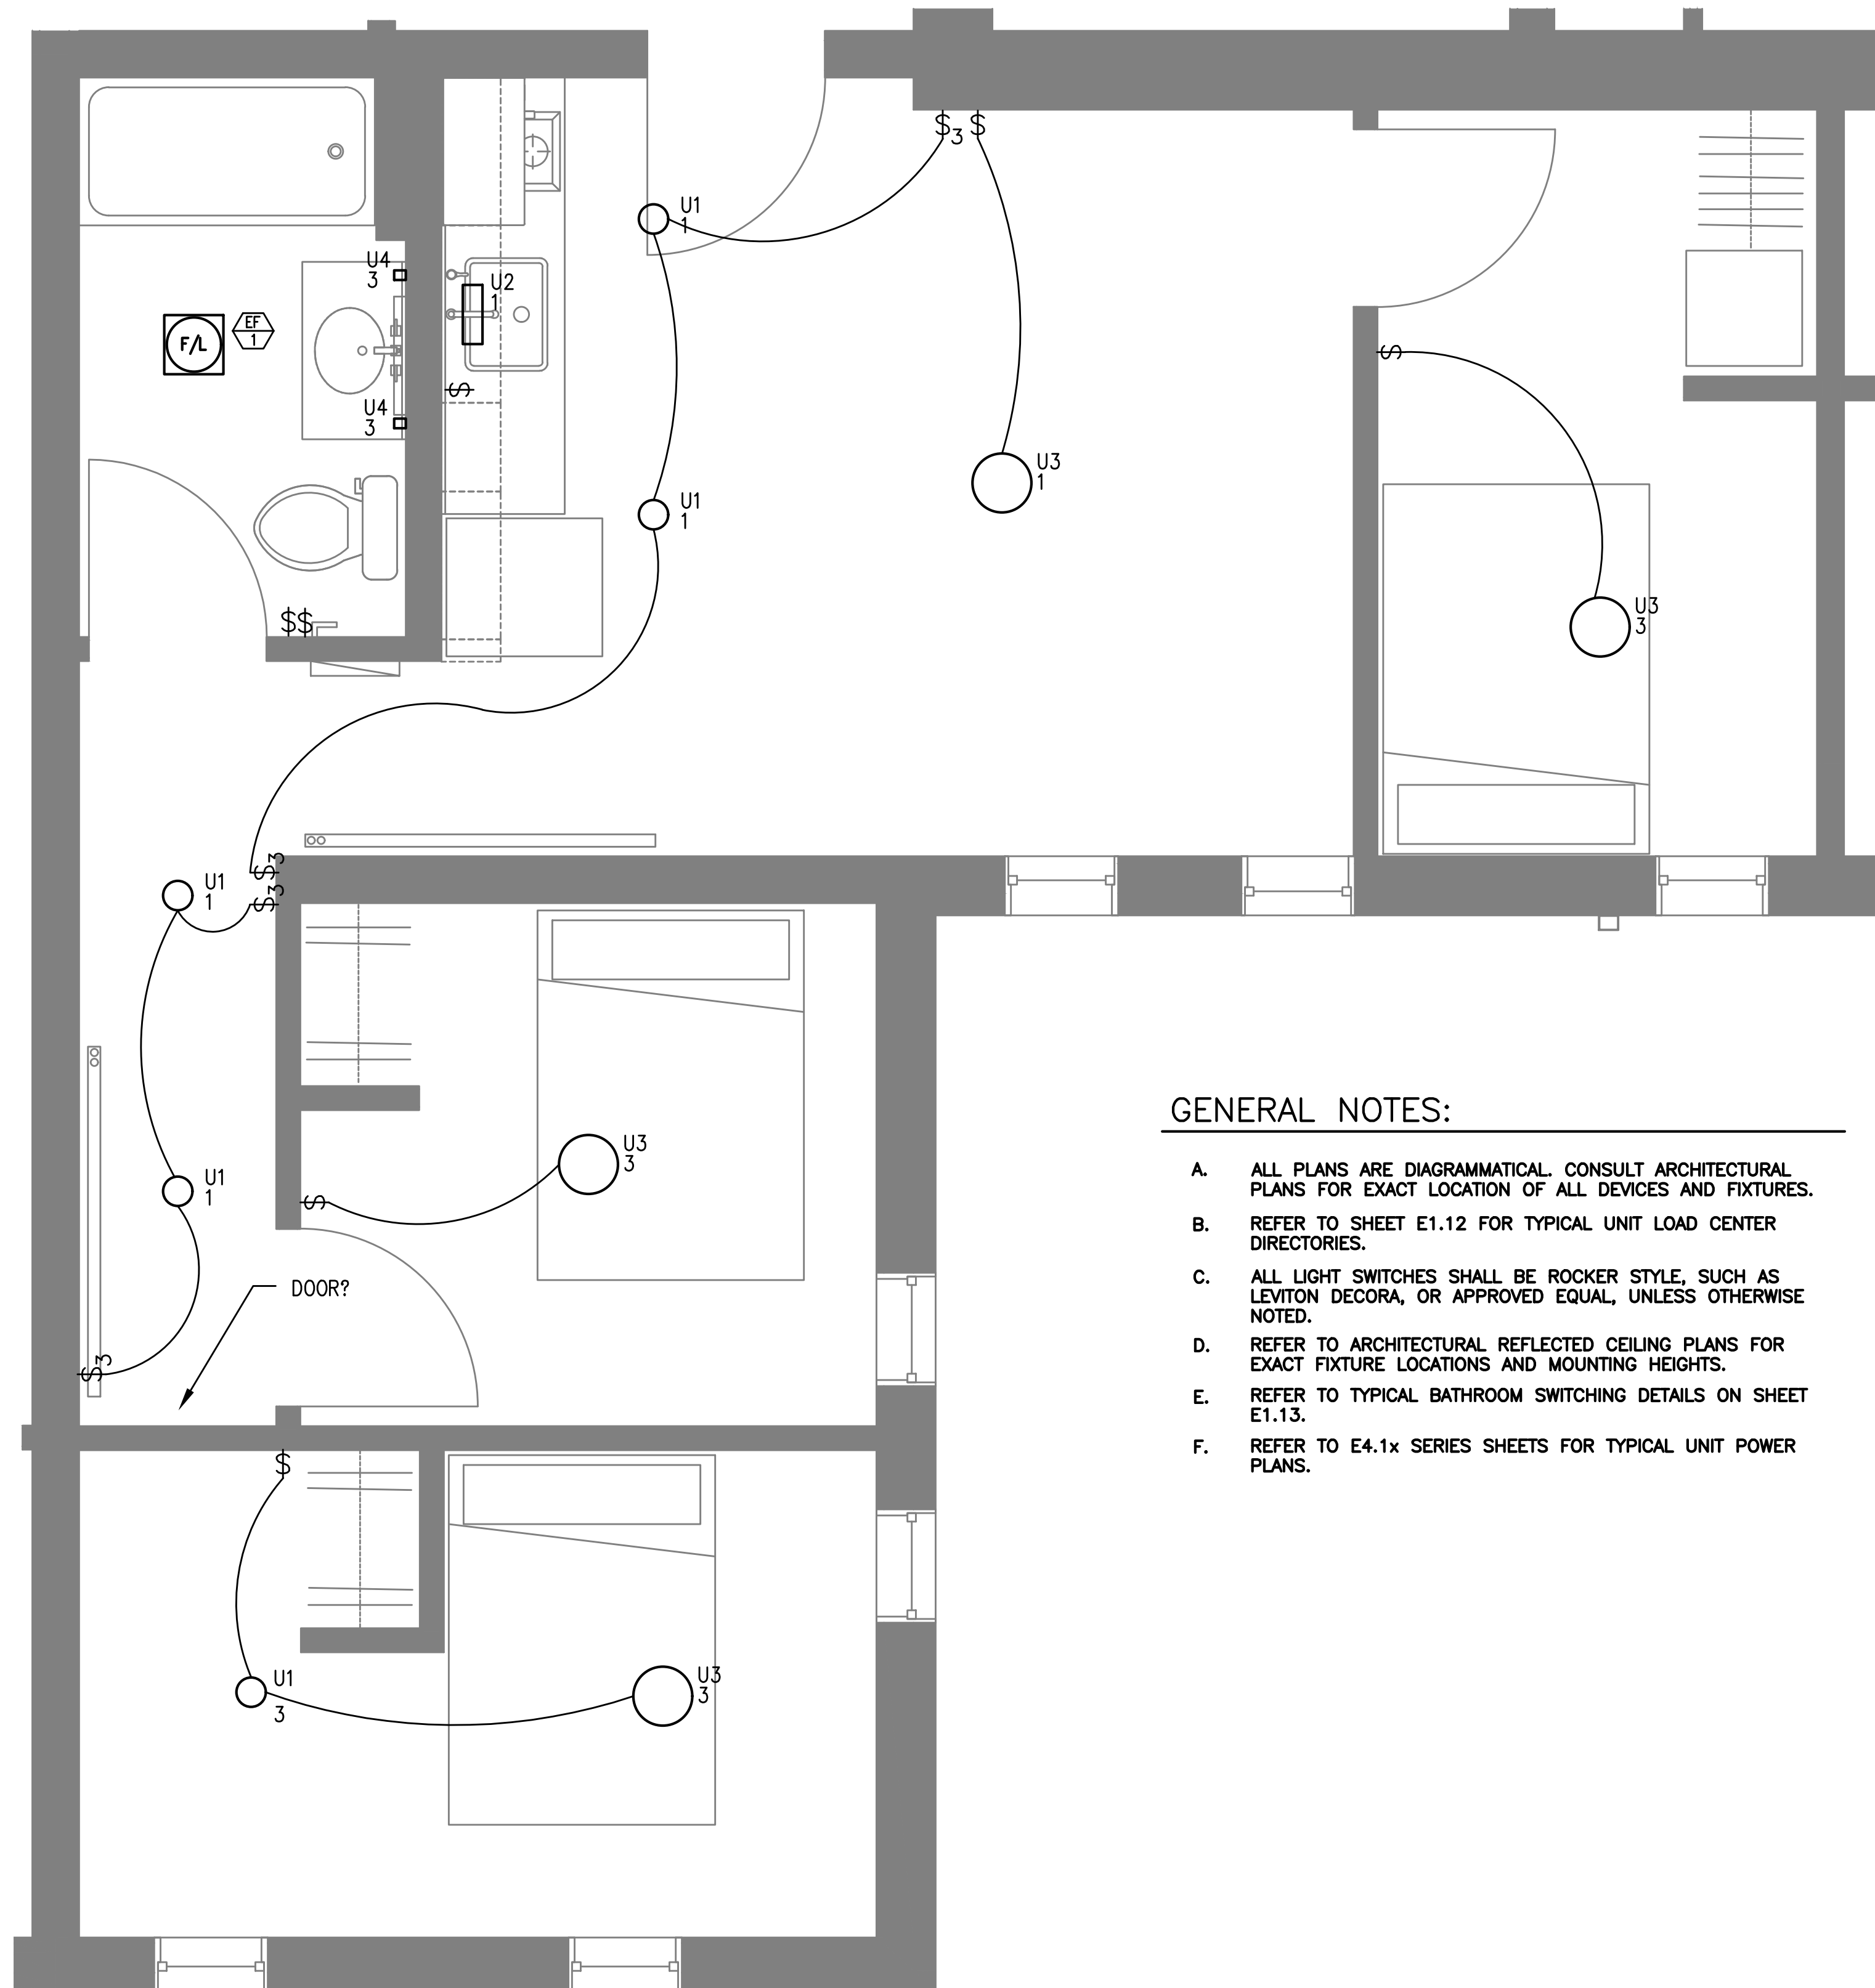 $3 $
U1
1
U4
3
U2
1
F/L
EF
1
$
U4
3
$
U3
1
U1
1
$$
U3
3
$3
U1
1
$3
U1
1
U3
3
$
DOOR?
$3
$
U1
3
U3
3
GENERAL NOTES:
A. ALL PLANS ARE DIAGRAMMATICAL. CONSULT ARCHITECTURAL
PLANS FOR EXACT LOCATION OF ALL DEVICES AND FIXTURES.
B. REFER TO SHEET E1.12 FOR TYPICAL UNIT LOAD CENTER
DIRECTORIES.
C. ALL LIGHT SWITCHES SHALL BE ROCKER STYLE, SUCH AS
LEVITON DECORA, OR APPROVED EQUAL, UNLESS OTHERWISE
NOTED.
D. REFER TO ARCHITECTURAL REFLECTED CEILING PLANS FOR
EXACT FIXTURE LOCATIONS AND MOUNTING HEIGHTS.
E. REFER TO TYPICAL BATHROOM SWITCHING DETAILS ON SHEET
E1.13.
F. REFER TO E4.1x SERIES SHEETS FOR TYPICAL UNIT POWER
PLANS.